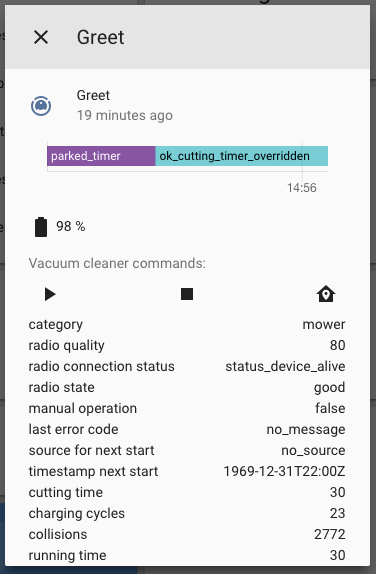 Greet
Greet
19 minutes ago
parked_timer ok_cutting_timer_overridden
14:56
98 %
Vacuum cleaner commands:
category mower
radio quality 80
radio connection status status_device_alive
radio state good
manual operation false
last error code no_message
source for next start no_source
timestamp next start 1969-12-31T22:00Z
cutting time 30
charging cycles 23
collisions 2772
running time 30